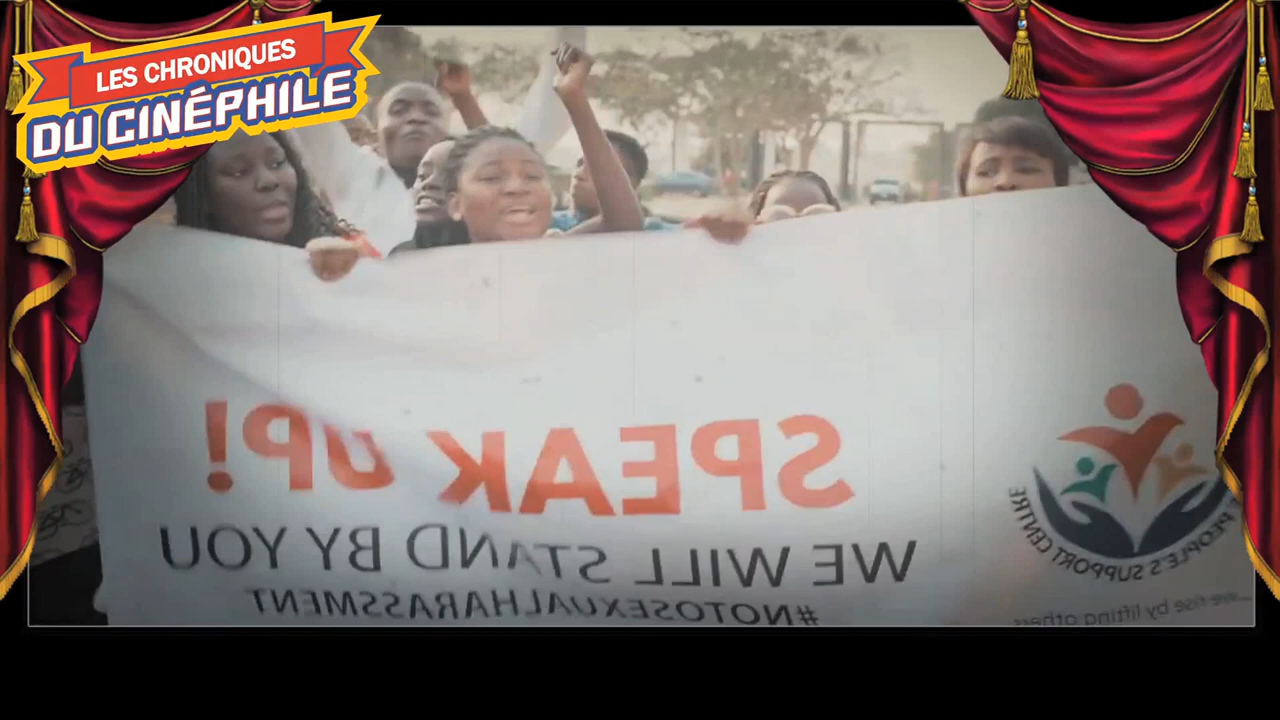 LES CHRONIQUES
DU CINÉPHILE
SPEAK UP!
WE WILL STAND BY YOU
#NOTOSEXUALHARASSMENT
PEOPLE'S SUPPORT CENTRE
...we rise by lifting others